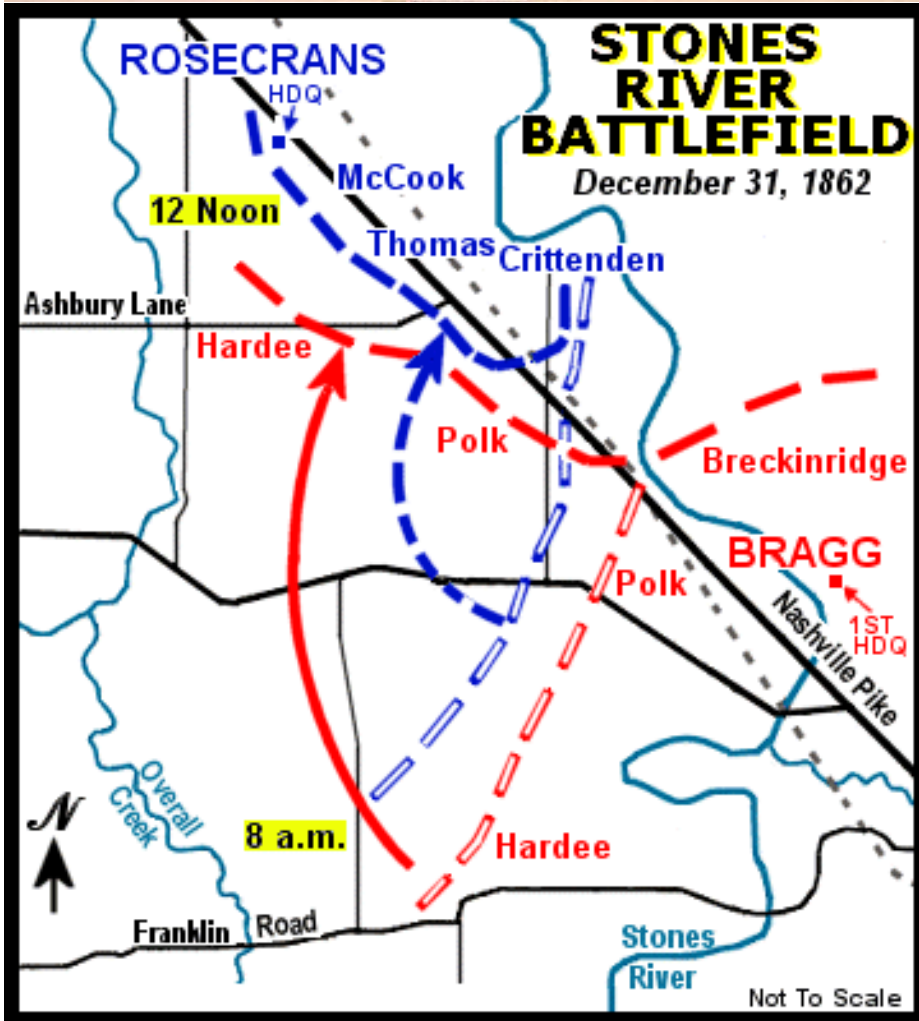 STONES
RIVER
BATTLEFIELD
December 31, 1862
ROSECRANS
HDQ
McCook
12 Noon
Thomas
Crittenden
Ashbury Lane
Hardee
Polk
Breckinridge
BRAGG
1ST
HDQ
Polk
Nashville Pike
Overall
Creek
N
8 a.m.
Hardee
Franklin Road
Stones
River
Not To Scale